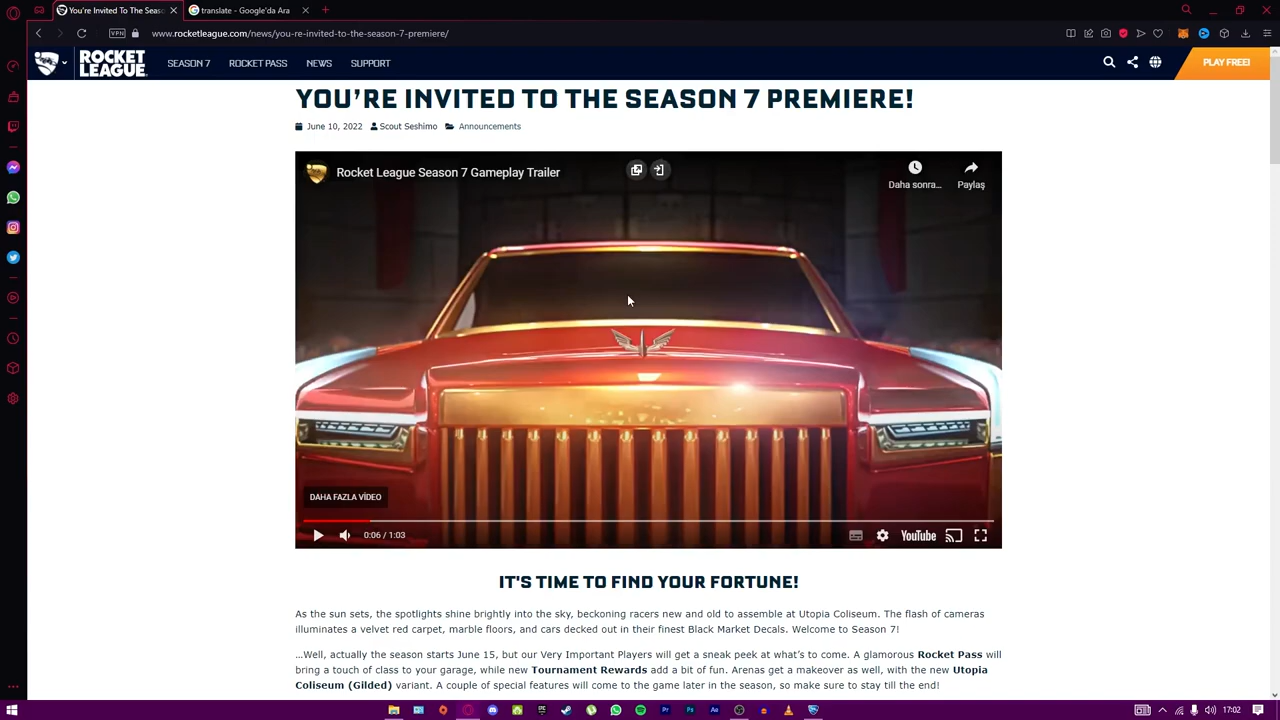 You're Invited To The Seas
translate - Google'da Ara
VPN
www.rocketleague.com/news/you-re-invited-to-the-season-7-premiere/
ROCKET
LEAGUE
SEASON 7
ROCKET PASS
NEWS
SUPPORT
PLAY FREE!
YOU'RE INVITED TO THE SEASON 7 PREMIERE!
June 10, 2022
Scout Seshimo
Announcements
Rocket League Season 7 Gameplay Trailer
Daha sonra...
Paylaş
DAHA FAZLA VİDEO
0:06 / 1:03
YouTube
IT'S TIME TO FIND YOUR FORTUNE!
As the sun sets, the spotlights shine brightly into the sky, beckoning racers new and old to assemble at Utopia Coliseum. The flash of cameras
illuminates a velvet red carpet, marble floors, and cars decked out in their finest Black Market Decals. Welcome to Season 7!
...Well, actually the season starts June 15, but our Very Important Players will get a sneak peek at what's to come. A glamorous Rocket Pass will
bring a touch of class to your garage, while new Tournament Rewards add a bit of fun. Arenas get a makeover as well, with the new Utopia
Coliseum (Gilded) variant. A couple of special features will come to the game later in the season, so make sure to stay till the end!
Pr
Ps
Ae
17:02